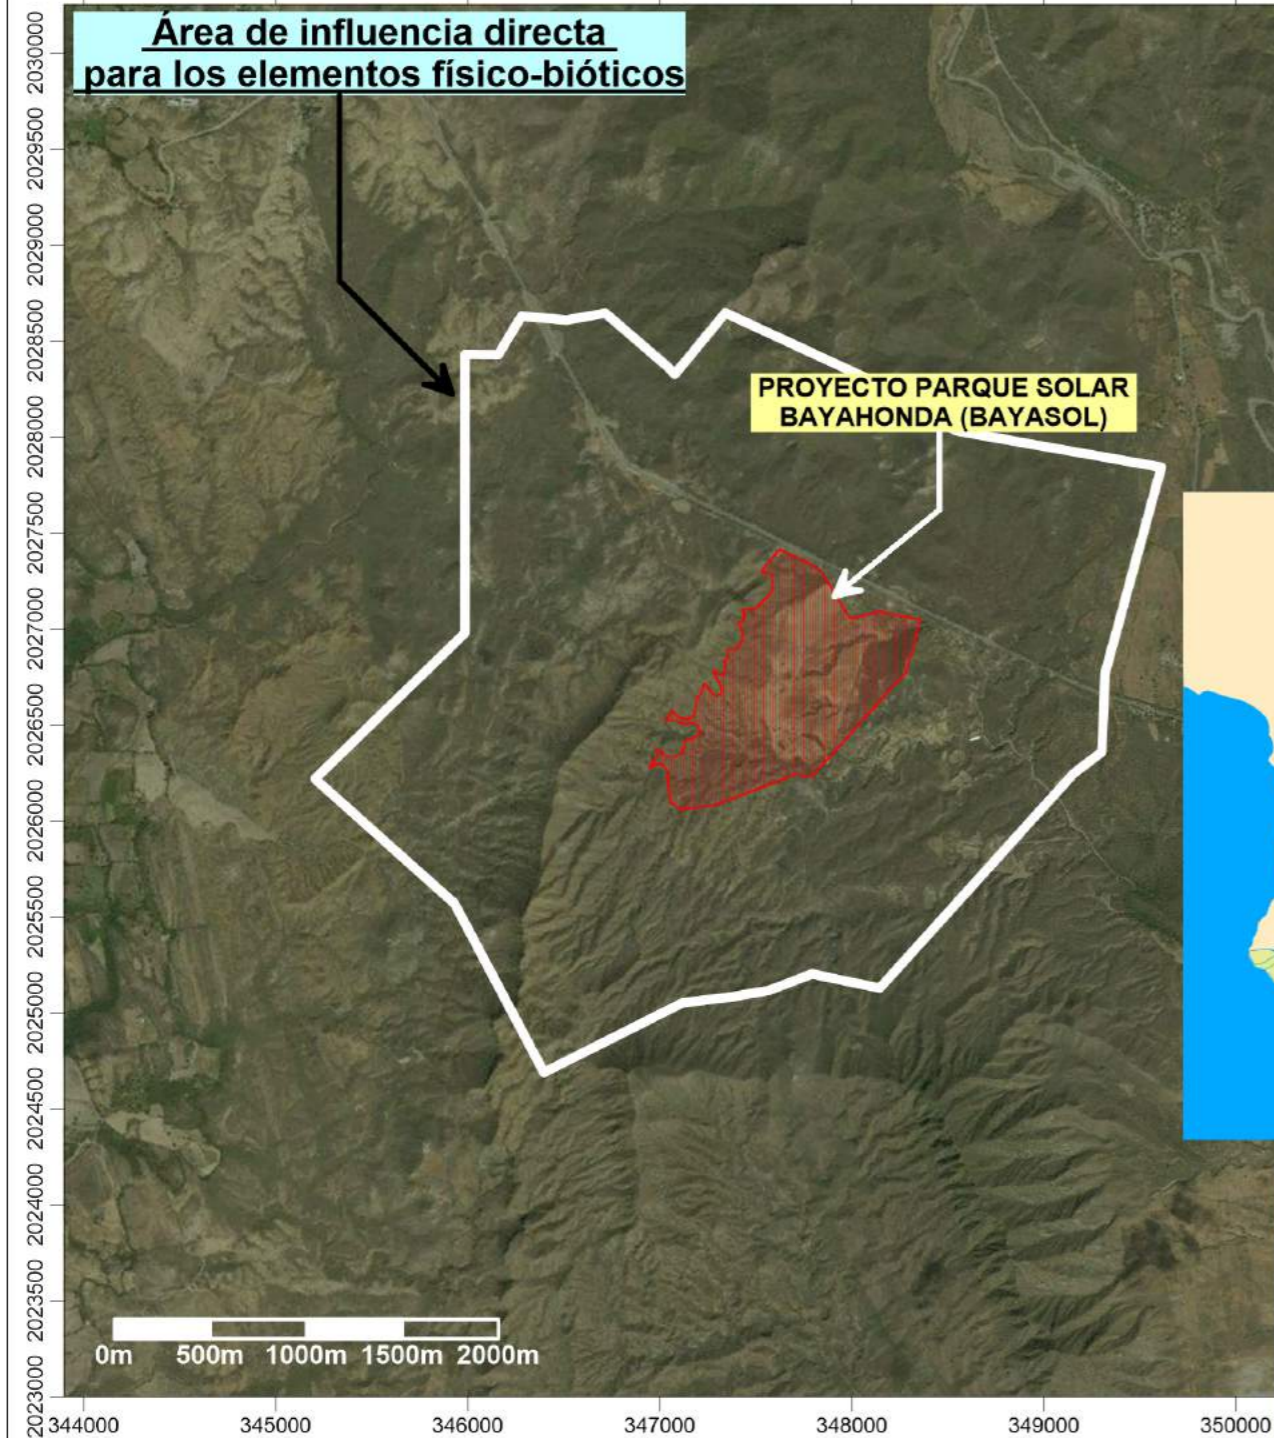 Área de influencia directa
para los elementos físico-bióticos
PROYECTO PARQUE SOLAR
BAYAHONDA (BAYASOL)
2030000
2029500
2029000
2028500
2028000
2027500
2027000
2026500
2026000
2025500
2025000
2024500
2024000
2023500
2023000
0m 500m 1000m 1500m 2000m
344000 345000 346000 347000 348000 349000 350000